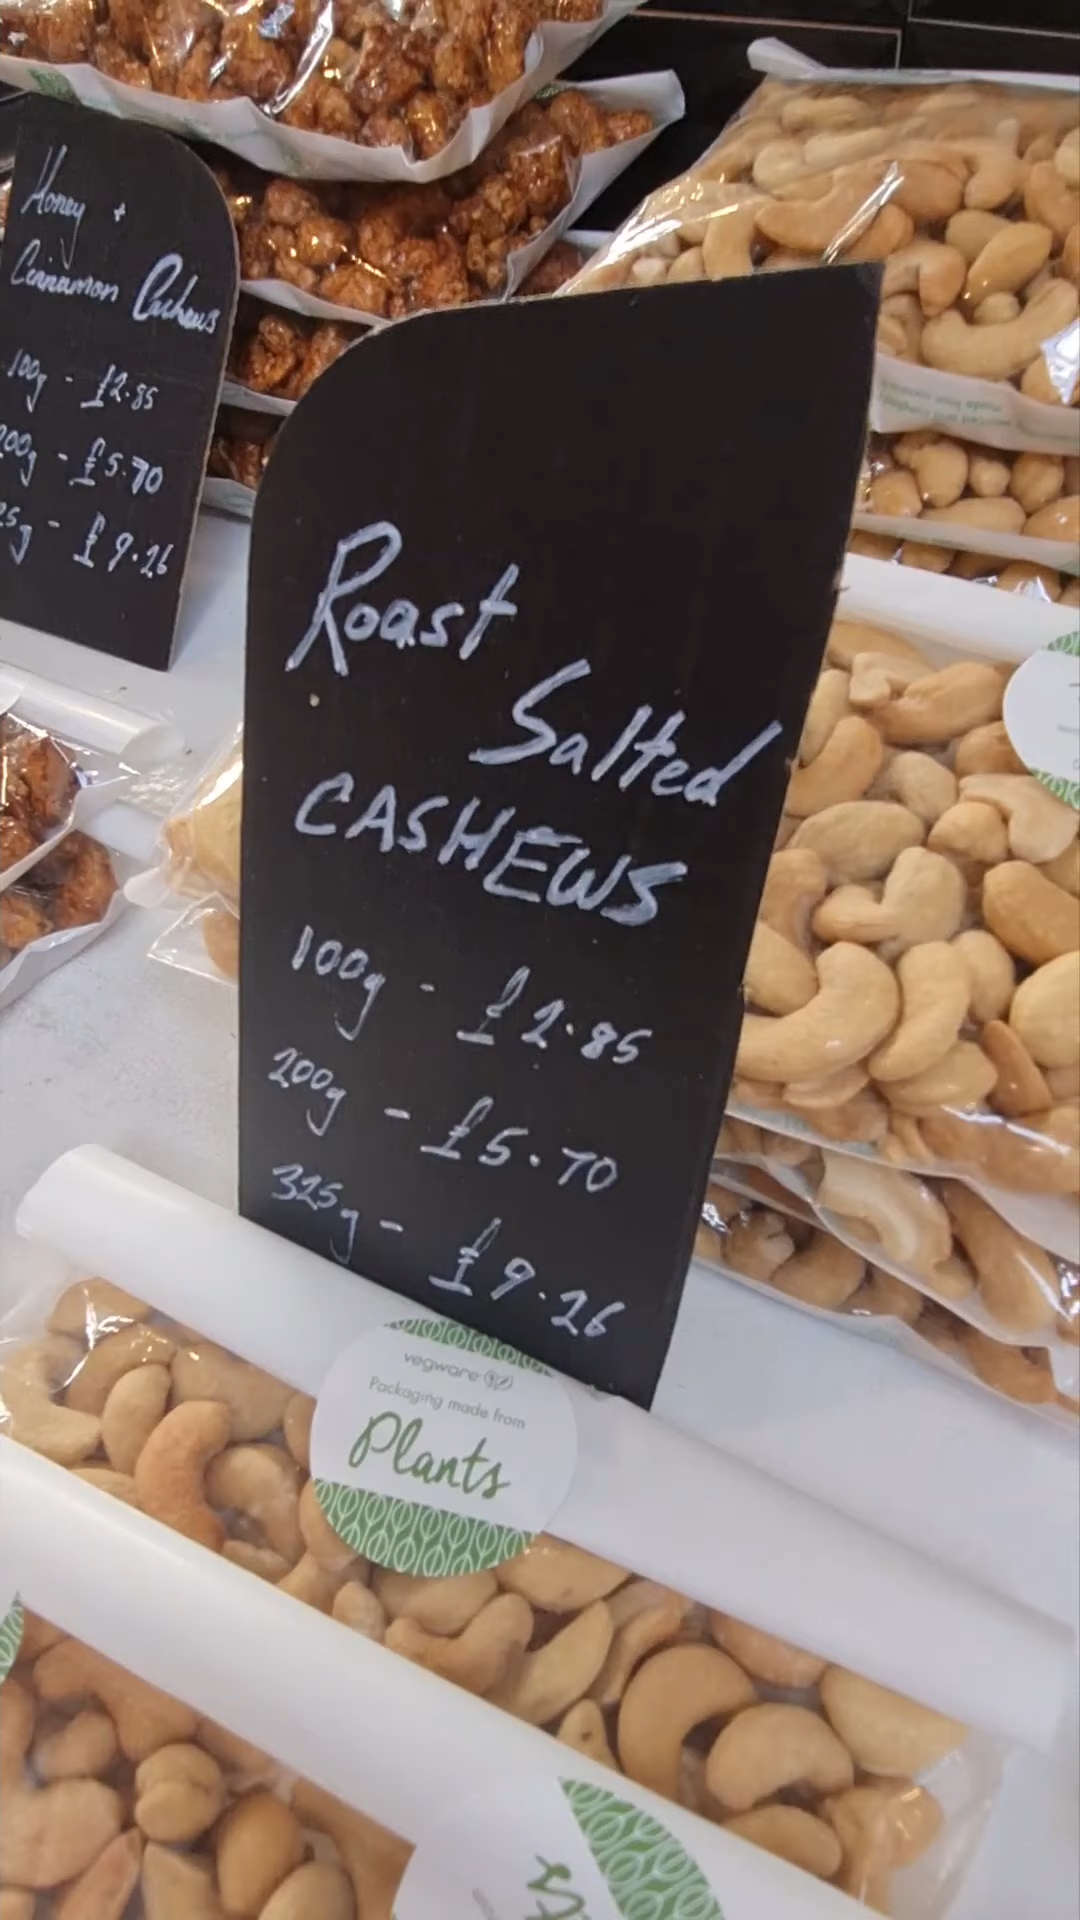 Honey +
Cinnamon Cashews
100g - £2.85
200g - £5.70
25g - £9.26
Roast
Salted
CASHEWS
100g - £2.85
200g - £5.70
325g - £9.26
vegware
Packaging made from
Plants